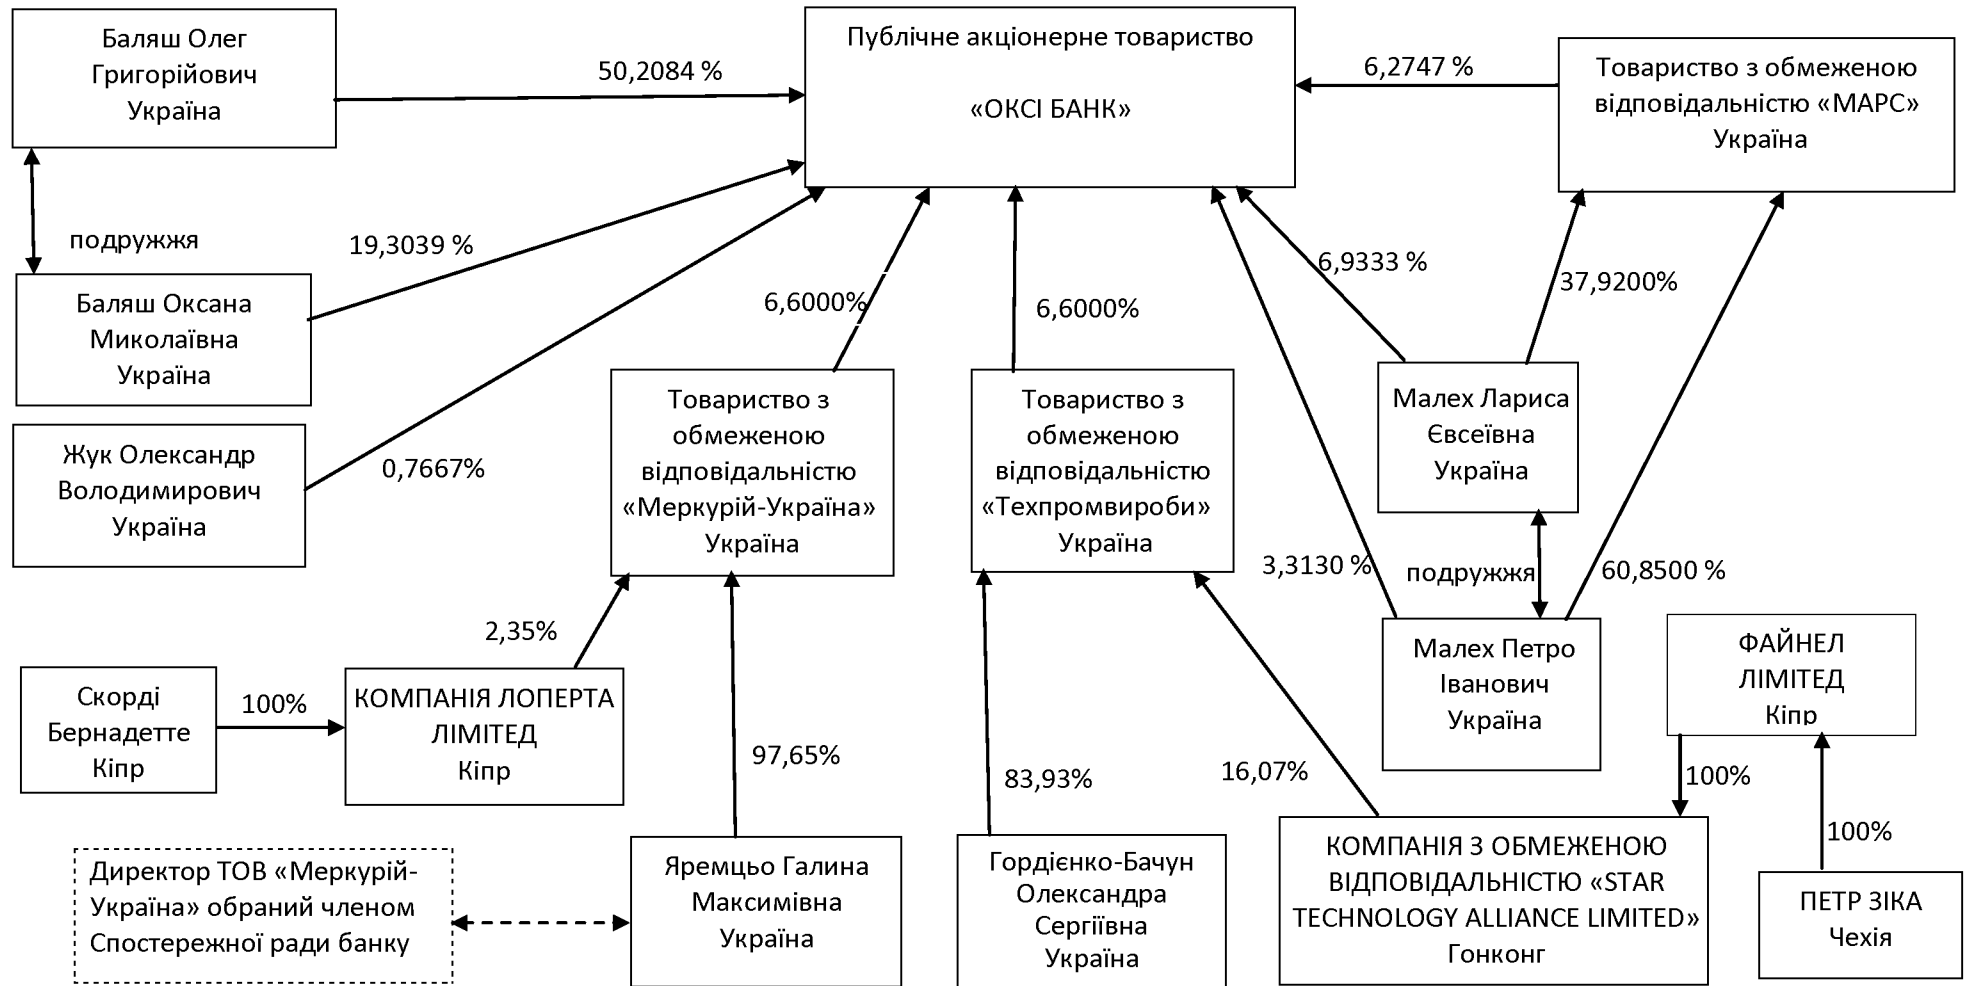 Баляш Олег
Григорійович
Україна
50,2084 %
Публічне акціонерне товариство
«ОКСІ БАНК»
6,2747 %
Товариство з обмеженою
відповідальністю «МАРС»
Україна
подружжя
19,3039 %
Баляш Оксана
Миколаївна
Україна
6,6000%
6,6000%
6,9333 %
37,9200%
Жук Олександр
Володимирович
Україна
0,7667%
Товариство з
обмеженою
відповідальністю
«Меркурій-Україна»
Україна
Товариство з
обмеженою
відповідальністю
«Техпромвироби»
Україна
Малех Лариса
Євсеївна
Україна
3,3130 %
подружжя
60,8500 %
2,35%
Скорді
Бернадетте
Кіпр
100%
КОМПАНІЯ ЛОПЕРТА
ЛІМІТЕД
Кіпр
97,65%
83,93%
16,07%
Малех Петро
Іванович
Україна
ФАЙНЕЛ
ЛІМІТЕД
Кіпр
100%
100%
Директор ТОВ «Меркурій-
Україна» обраний членом
Спостережної ради банку
Яремцьо Галина
Максимівна
Україна
Гордієнко-Бачун
Олександра
Сергіївна
Україна
КОМПАНІЯ З ОБМЕЖЕНОЮ
ВІДПОВІДАЛЬНІСТЮ «STAR
TECHNOLOGY ALLIANCE LIMITED»
Гонконг
ПЕТР ЗІКА
Чехія